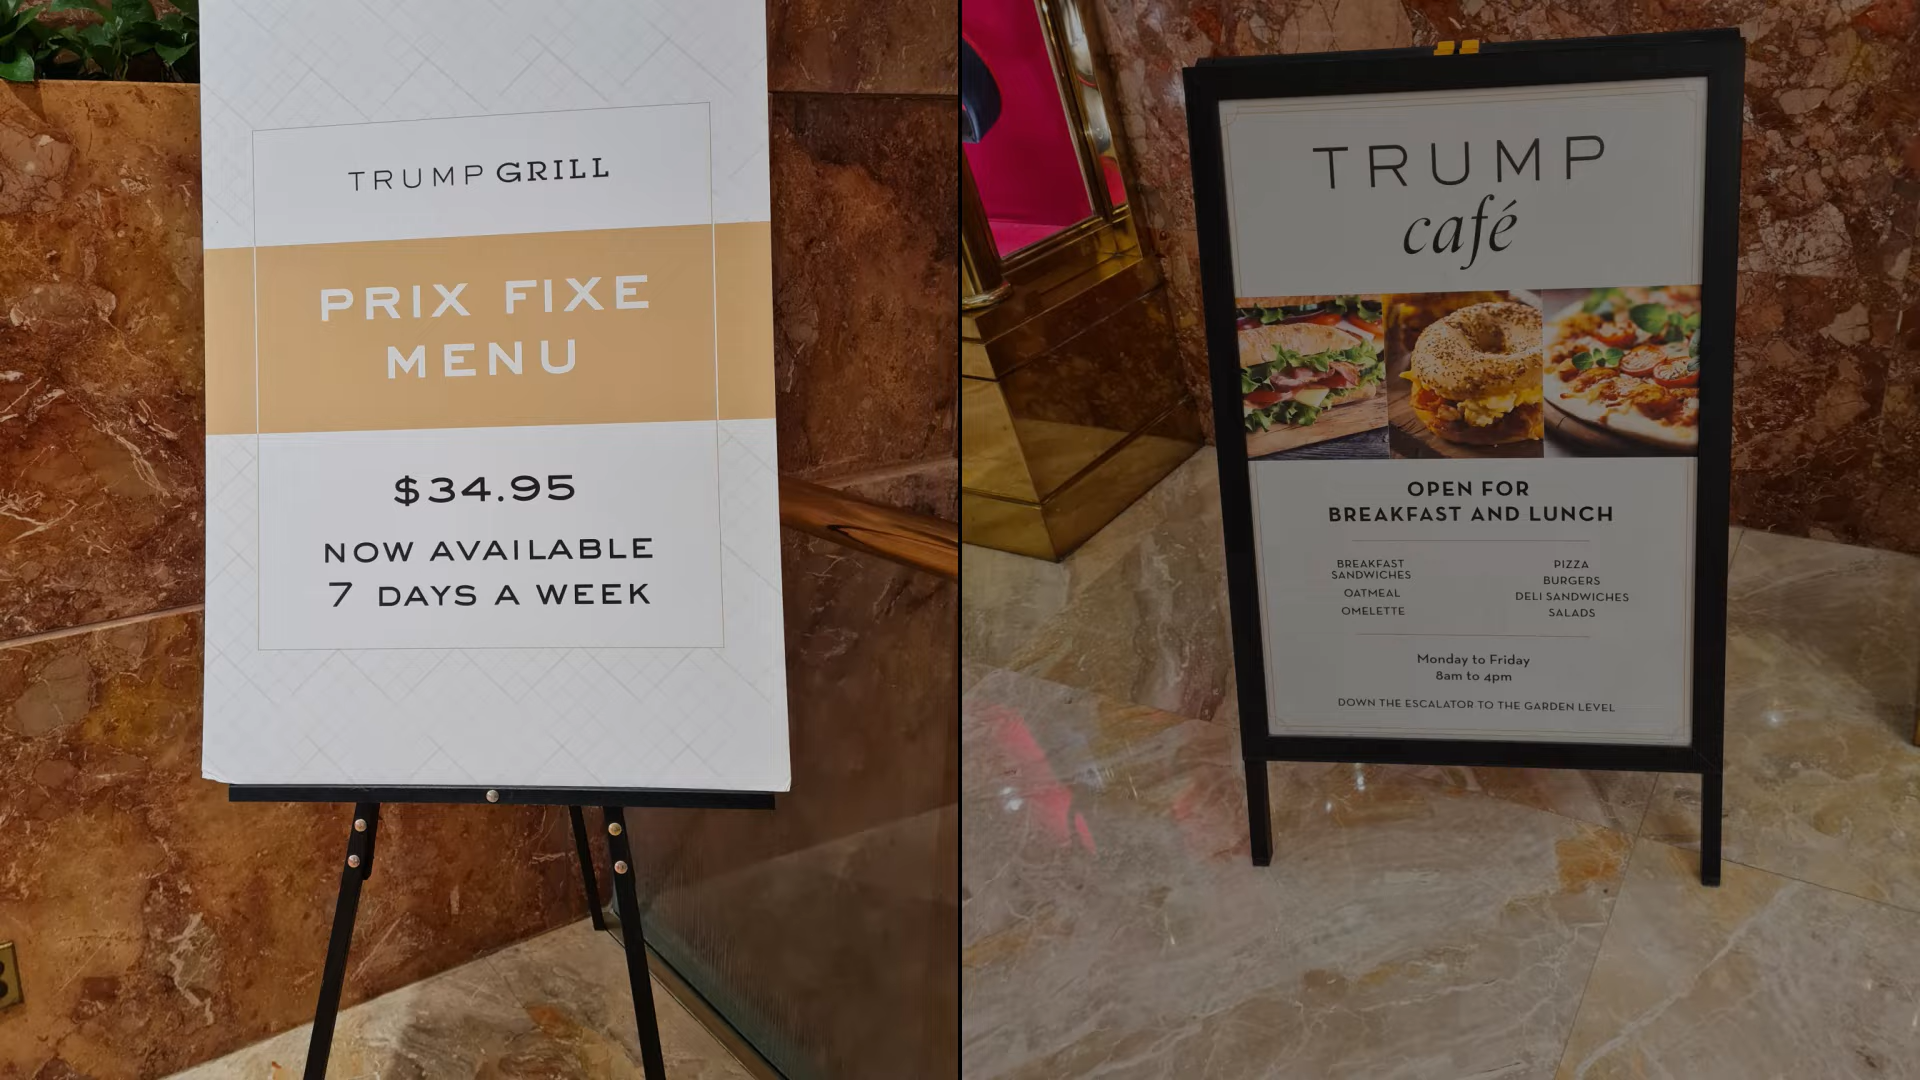 TRUMP GRILL
PRIX FIXE
MENU
$34.95
NOW AVAILABLE
7 DAYS A WEEK
TRUMP
café
OPEN FOR
BREAKFAST AND LUNCH
BREAKFAST
SANDWICHES
OATMEAL
OMELETTE
PIZZA
BURGERS
DELI SANDWICHES
SALADS
Monday to Friday
8am to 4pm
DOWN THE ESCALATOR TO THE GARDEN LEVEL